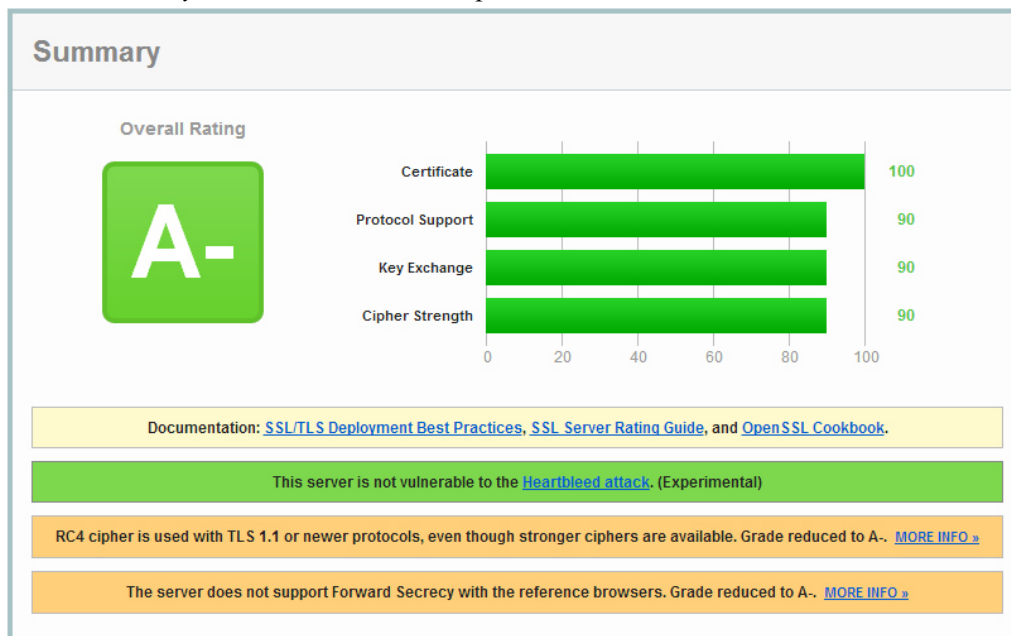 Summary
Overall Rating
A-
Certificate 100
Protocol Support 90
Key Exchange 90
Cipher Strength 90
0 20 40 60 80 100
Documentation: SSL/TLS Deployment Best Practices, SSL Server Rating Guide, and OpenSSL Cookbook.
This server is not vulnerable to the Heartbleed attack. (Experimental)
RC4 cipher is used with TLS 1.1 or newer protocols, even though stronger ciphers are available. Grade reduced to A-. MORE INFO »
The server does not support Forward Secrecy with the reference browsers. Grade reduced to A-. MORE INFO »